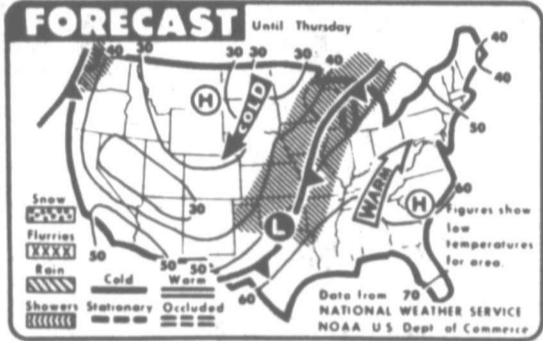 FORECAST Until Thursday
40 30 30 30 30 40 40
40
H
COLD
50
WARM
H
60
Snow
30
Figures show
low
temperatures
for area.
Flurries
XXXX
50
L
Rain
Cold
50 50
Warm
60
70
Showers
Stationary
Occluded
Data from
NATIONAL WEATHER SERVICE
NOAA US Dept of Commerce